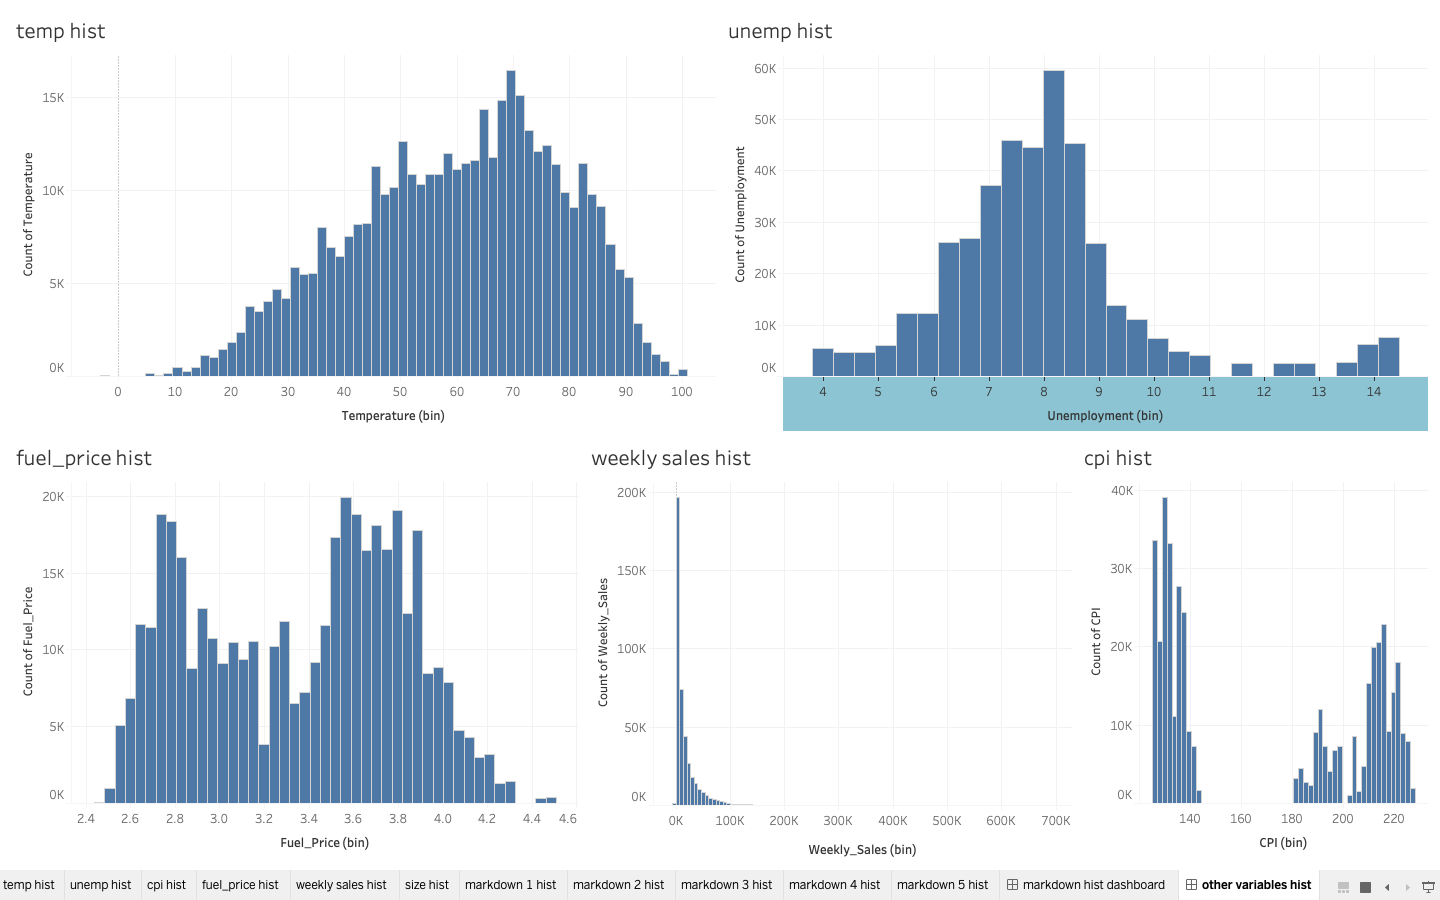 temp hist
15K
10K
5K
0K
Count of Temperature
0 10 20 30 40 50 60 70 80 90 100
Temperature (bin)
unemp hist
60K
50K
40K
30K
20K
10K
0K
Count of Unemployment
4 5 6 7 8 9 10 11 12 13 14
Unemployment (bin)
fuel_price hist
20K
15K
10K
5K
0K
Count of Fuel_Price
2.4 2.6 2.8 3.0 3.2 3.4 3.6 3.8 4.0 4.2 4.4 4.6
Fuel_Price (bin)
weekly sales hist
200K
150K
100K
50K
0K
Count of Weekly_Sales
0K 100K 200K 300K 400K 500K 600K 700K
Weekly_Sales (bin)
cpi hist
40K
30K
20K
10K
0K
Count of CPI
140 160 180 200 220
CPI (bin)
temp hist unemp hist cpi hist fuel_price hist weekly sales hist size hist markdown 1 hist markdown 2 hist markdown 3 hist markdown 4 hist markdown 5 hist markdown hist dashboard other variables hist